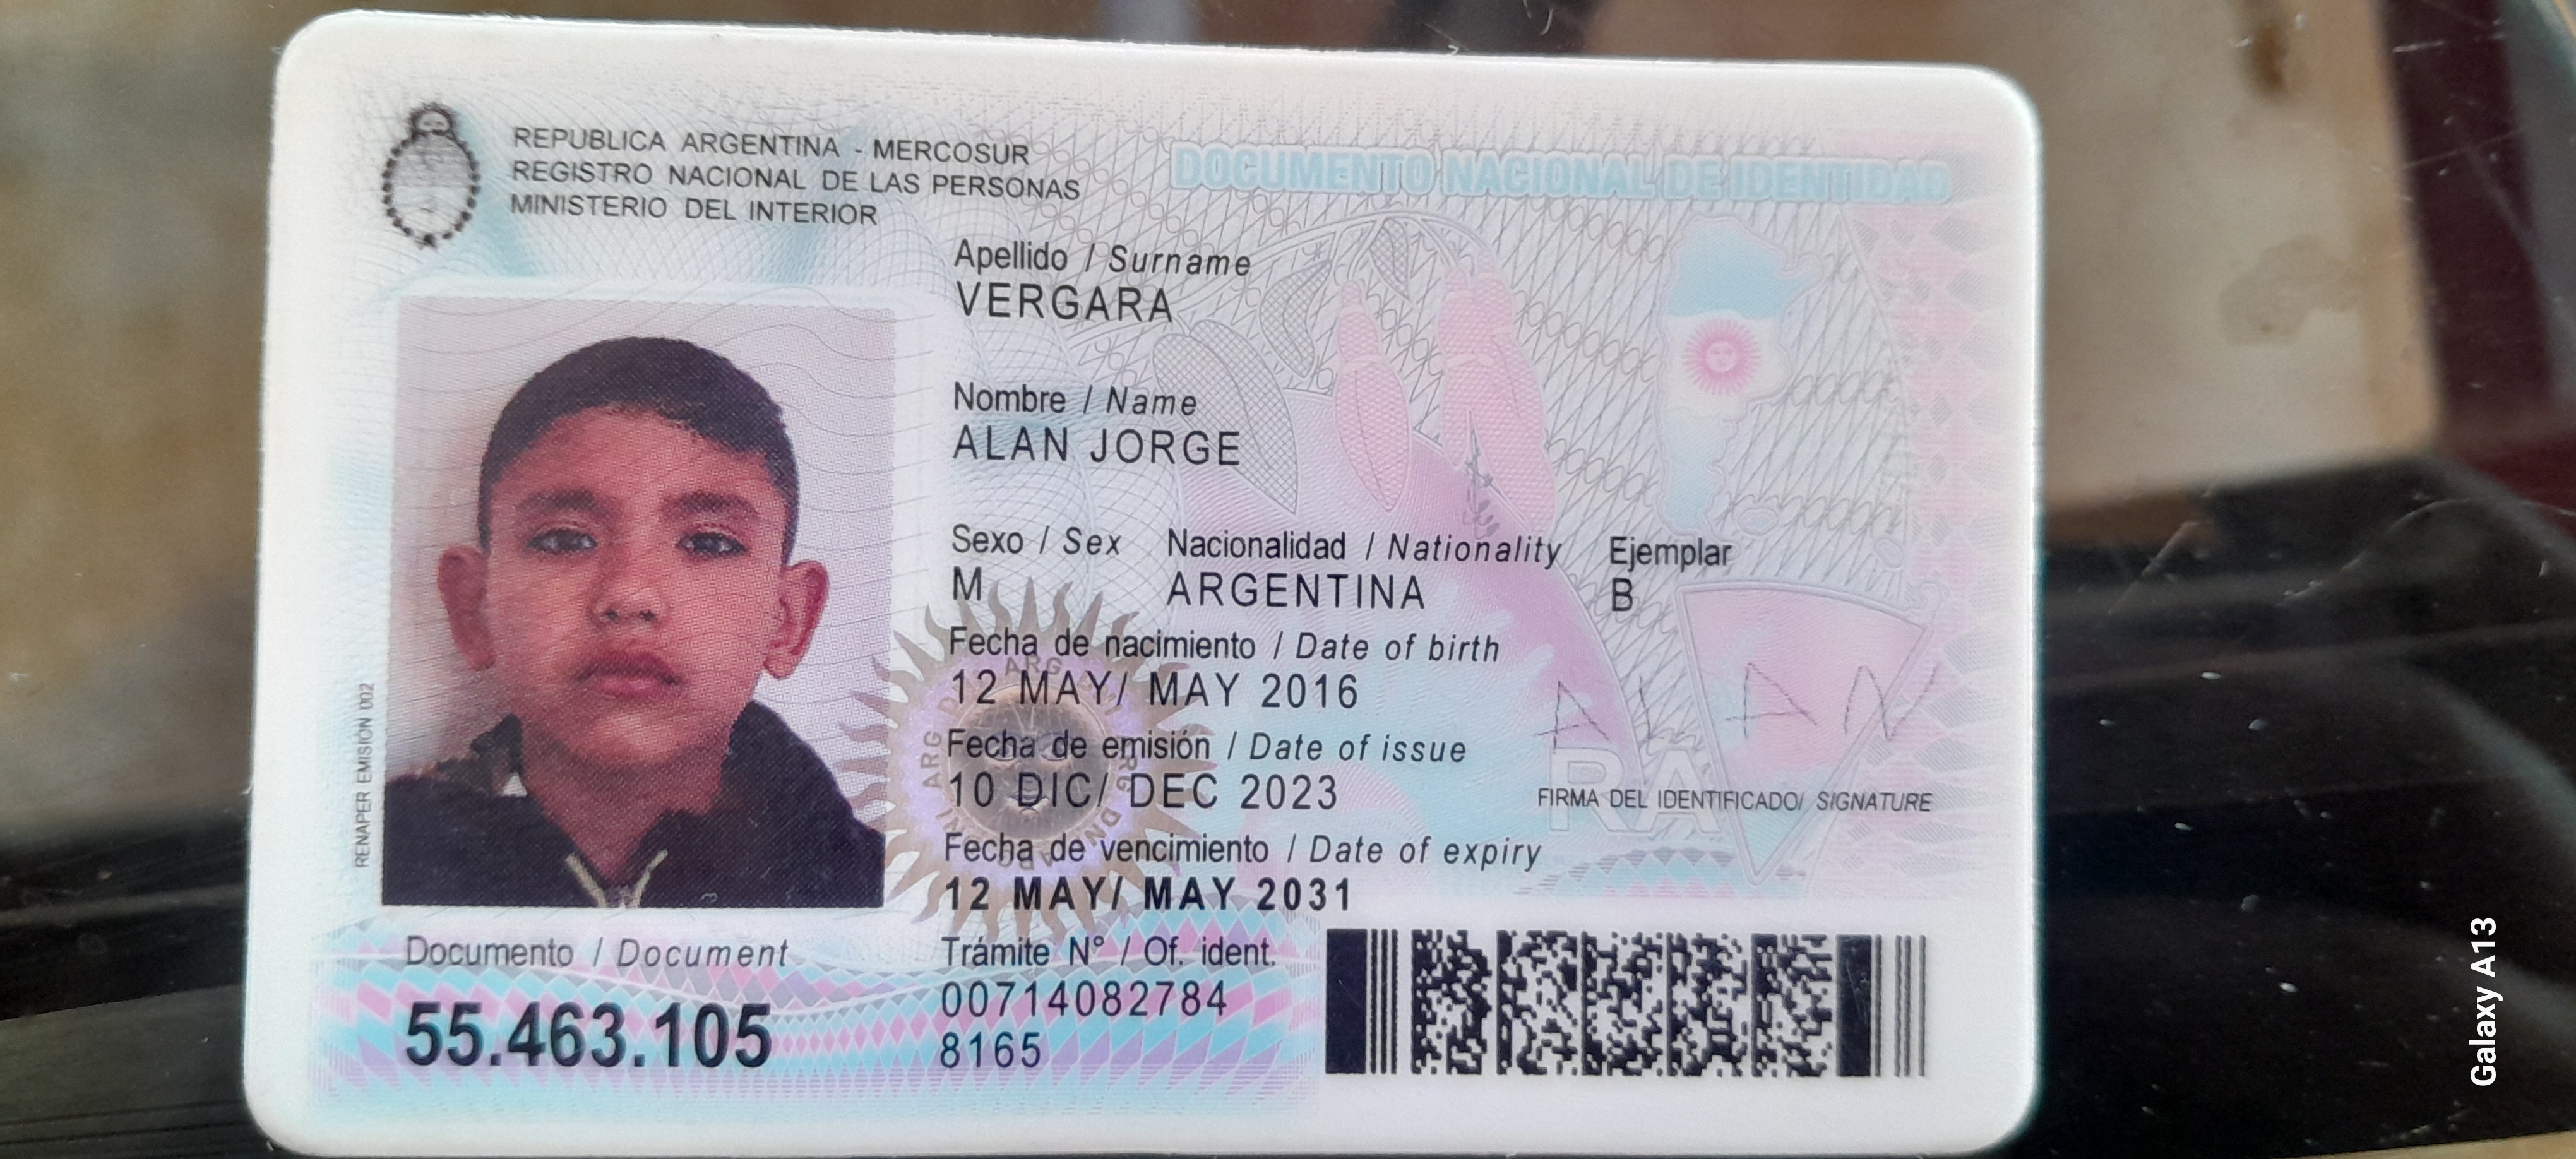 REPUBLICA ARGENTINA - MERCOSUR
REGISTRO NACIONAL DE LAS PERSONAS
MINISTERIO DEL INTERIOR
DOCUMENTO NACIONAL DE IDENTIDAD
Apellido / Surname
VERGARA
Nombre / Name
ALAN JORGE
Sexo / Sex Nacionalidad / Nationality Ejemplar
M ARGENTINA B
Fecha de nacimiento / Date of birth
12 MAY/ MAY 2016
Fecha de emisión / Date of issue
10 DIC/ DEC 2023
Fecha de vencimiento / Date of expiry
12 MAY/ MAY 2031
ALAN
FIRMA DEL IDENTIFICADO/ SIGNATURE
RENAPER EMISIÓN 002
Documento / Document
55.463.105
Trámite N° / Of. ident.
00714082784
8165
Galaxy A13